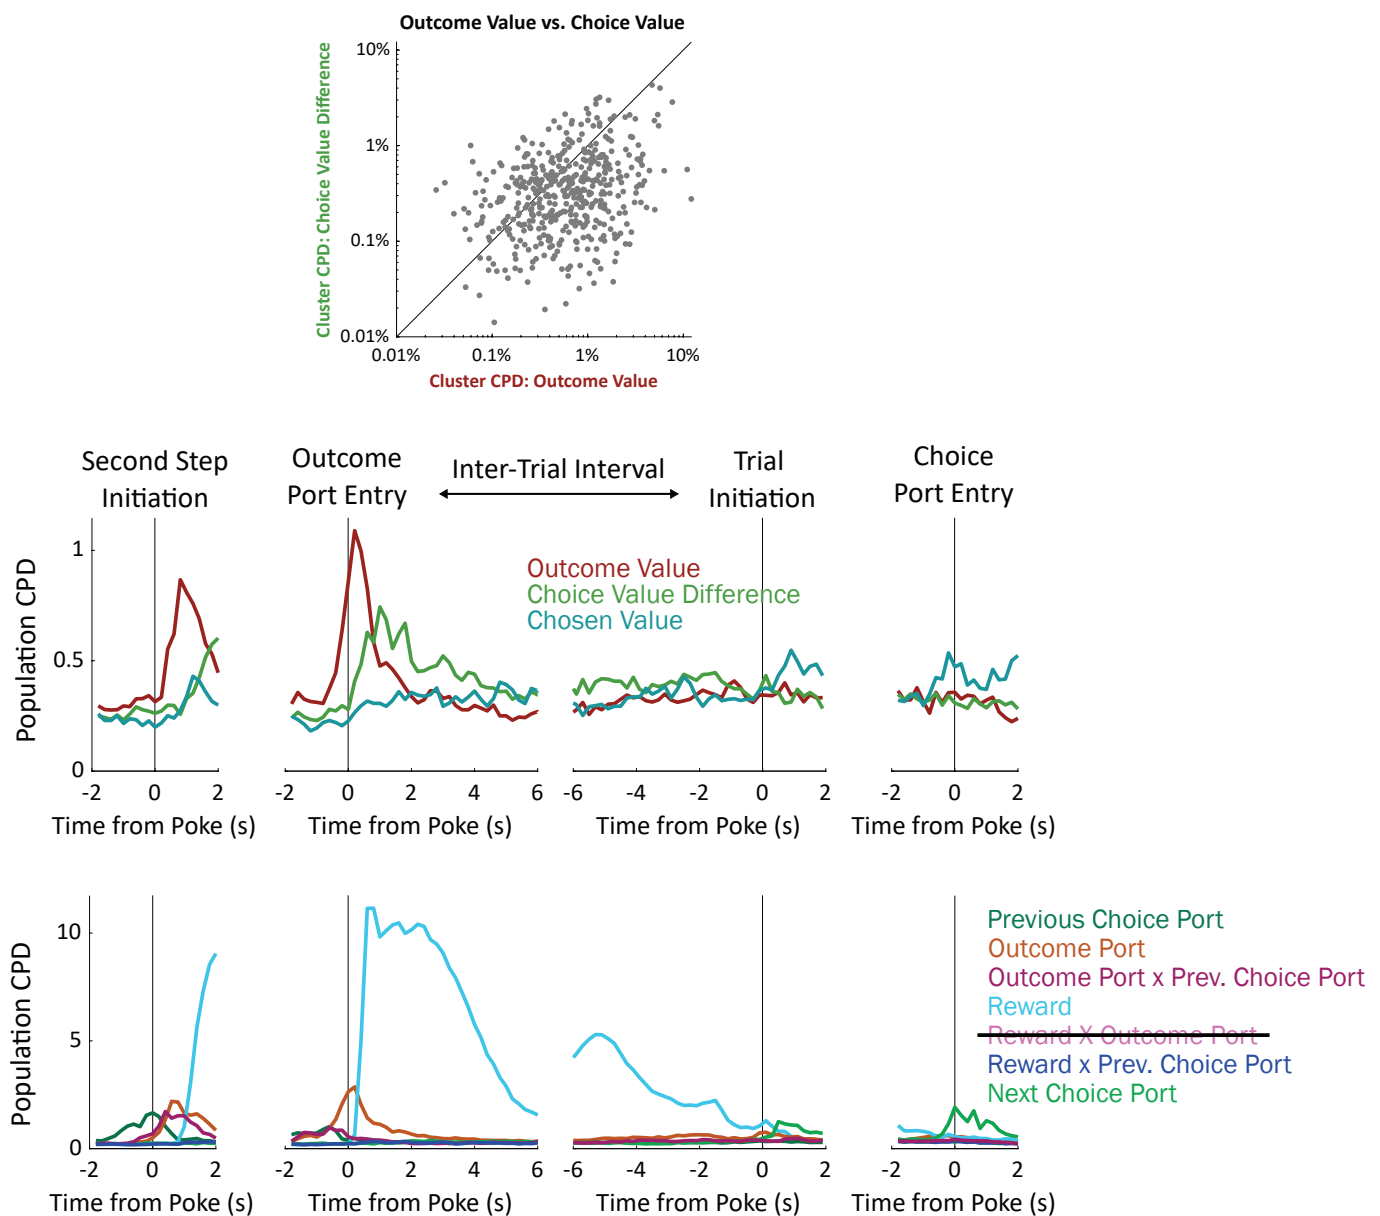 Outcome Value vs. Choice Value
10%
1%
0.1%
0.01%
Cluster CPD: Choice Value Difference
0.01% 0.1% 1% 10%
Cluster CPD: Outcome Value
Second Step
Initiation
Outcome
Port Entry
Inter-Trial Interval
Trial
Initiation
Choice
Port Entry
Population CPD
1
0.5
0
Outcome Value
Choice Value Difference
Chosen Value
-2 0 2
Time from Poke (s)
-2 0 2 4 6
Time from Poke (s)
-6 -4 -2 0 2
Time from Poke (s)
-2 0 2
Time from Poke (s)
Population CPD
10
5
0
Previous Choice Port
Outcome Port
Outcome Port x Prev. Choice Port
Reward
Reward X Outcome Port
Reward x Prev. Choice Port
Next Choice Port
-2 0 2
Time from Poke (s)
-2 0 2 4 6
Time from Poke (s)
-6 -4 -2 0 2
Time from Poke (s)
-2 0 2
Time from Poke (s)